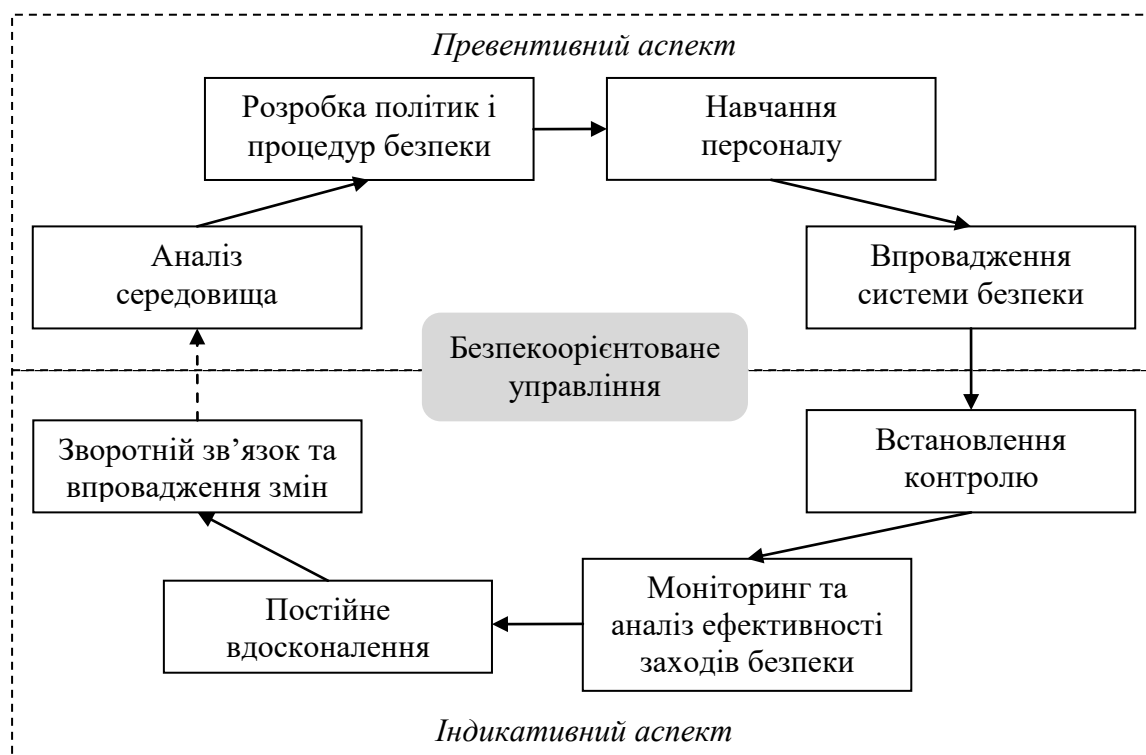 Превентивний аспект
Розробка політик і
процедур безпеки
Навчання
персоналу
Аналіз
середовища
Впровадження
системи безпеки
Безпекоорієнтоване
управління
Зворотній зв’язок та
впровадження змін
Встановлення
контролю
Постійне
вдосконалення
Моніторинг та
аналіз ефективності
заходів безпеки
Індикативний аспект